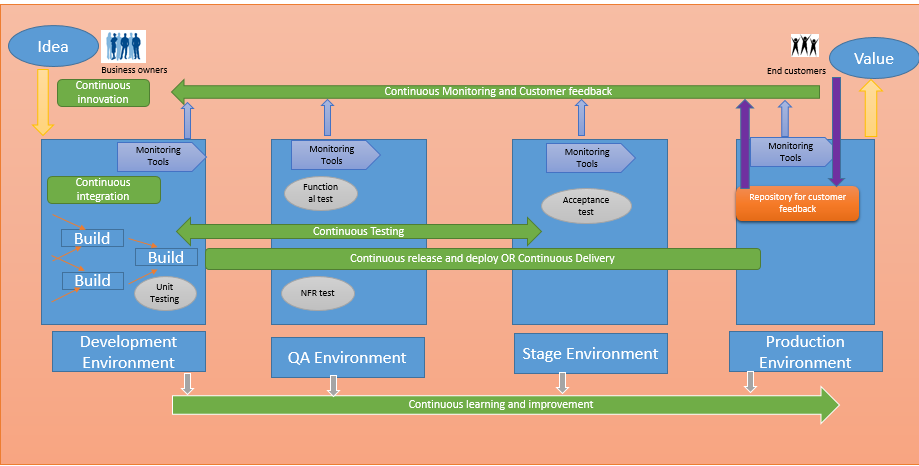 Idea
Business owners
End customers
Value
Continuous
innovation
Continuous Monitoring and Customer feedback
Monitoring
Tools
Monitoring
Tools
Monitoring
Tools
Monitoring
Tools
Continuous
integration
Function
al test
Acceptance
test
Repository for customer
feedback
Build
Build
Build
Continuous Testing
Continuous release and deploy OR Continuous Delivery
Unit
Testing
NFR test
Development
Environment
QA Environment
Stage Environment
Production
Environment
Continuous learning and improvement